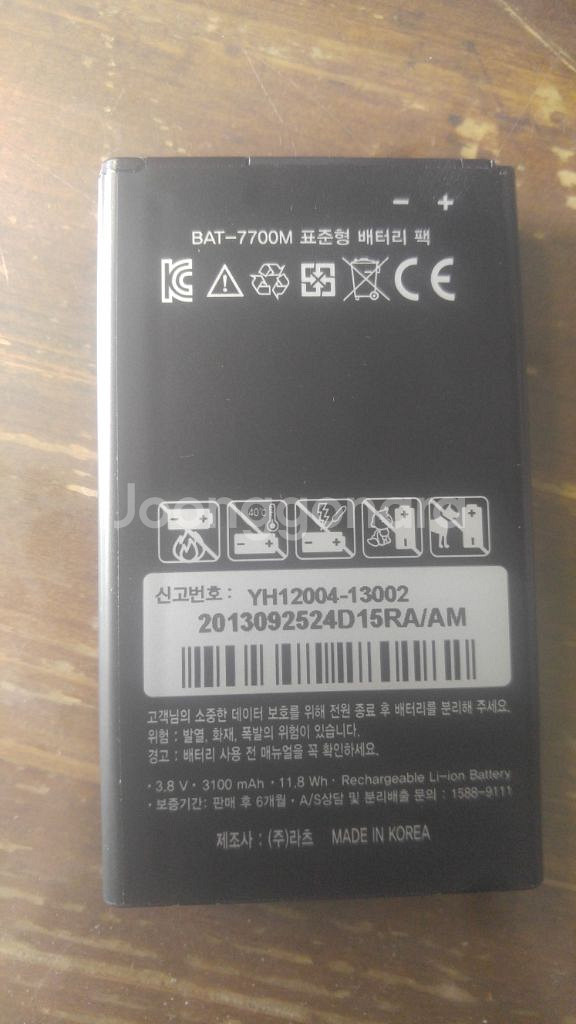 - +
BAT-7700M 표준형 배터리 팩
CE
Joonggonara
40℃
신고번호 : YH12004-13002
2013092524D15RA/AM
고객님의 소중한 데이터 보호를 위해 전원 종료 후 배터리를 분리해 주세요.
위험 : 발열, 화재, 폭발의 위험이 있습니다.
경고 : 배터리 사용 전 매뉴얼을 꼭 확인하세요.
· 3.8 V · 3100 mAh · 11.8 Wh · Rechargeable Li-ion Battery
· 보증기간: 판매 후 6개월 · A/S상담 및 분리배출 문의 : 1588-9111
제조사 : (주)라츠 MADE IN KOREA